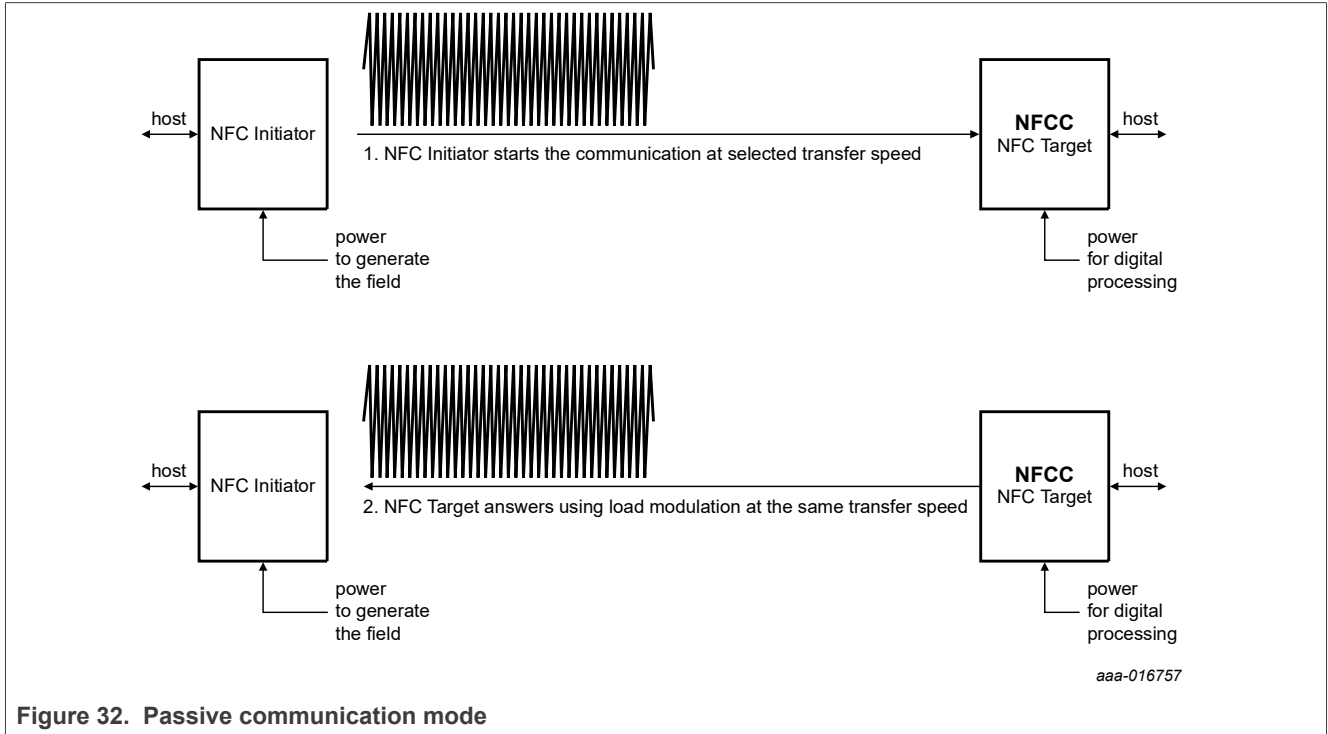 host
NFC Initiator
1. NFC Initiator starts the communication at selected transfer speed
NFCC
NFC Target
host
power
to generate
the field
power
for digital
processing
host
NFC Initiator
2. NFC Target answers using load modulation at the same transfer speed
NFCC
NFC Target
host
power
to generate
the field
power
for digital
processing
aaa-016757
Figure 32. Passive communication mode